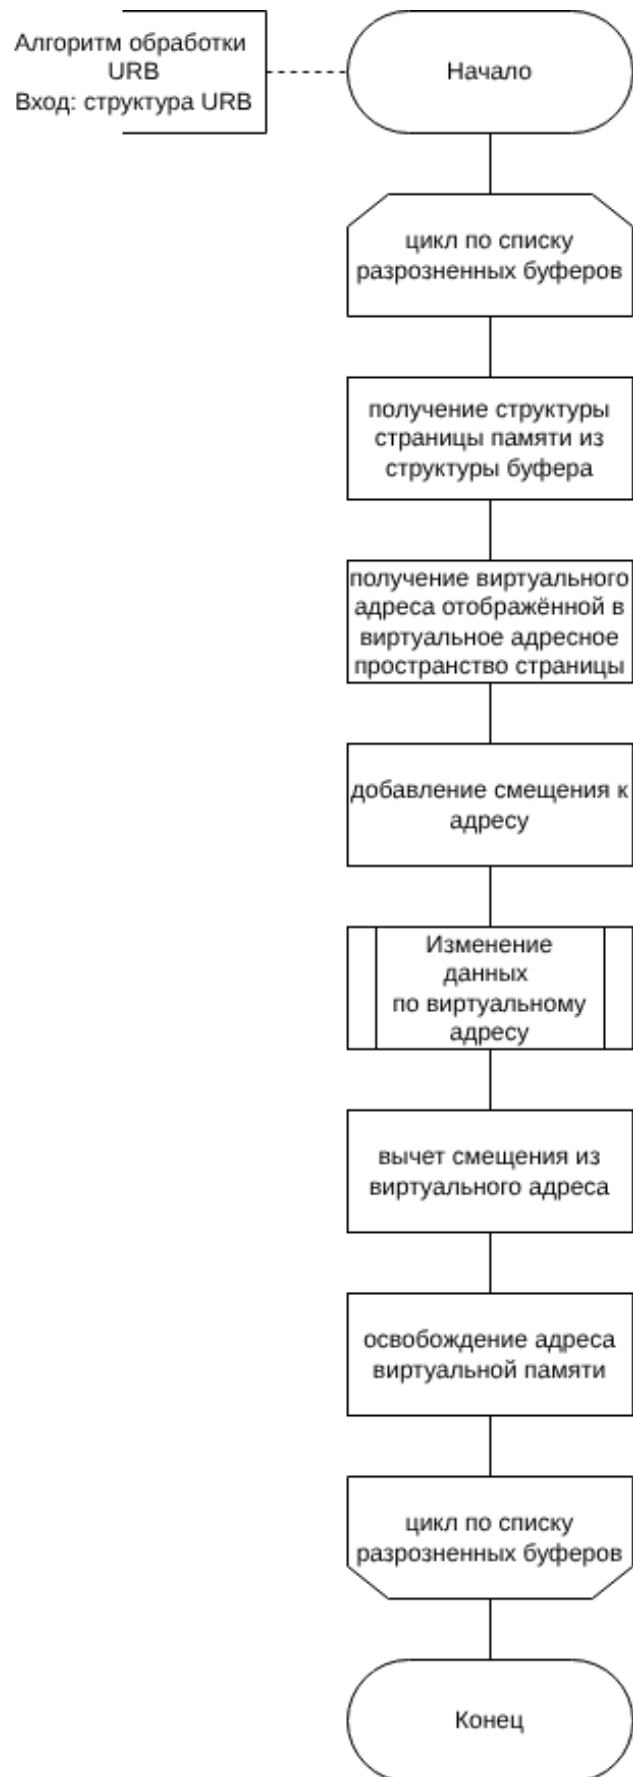 Алгоритм обработки
URB
Вход: структура URB
Начало
цикл по списку
разрозненных буферов
получение структуры
страницы памяти из
структуры буфера
получение виртуального
адреса отображённой в
виртуальное адресное
пространство страницы
добавление смещения к
адресу
Изменение
данных
по виртуальному
адресу
вычет смещения из
виртуального адреса
освобождение адреса
виртуальной памяти
цикл по списку
разрозненных буферов
Конец